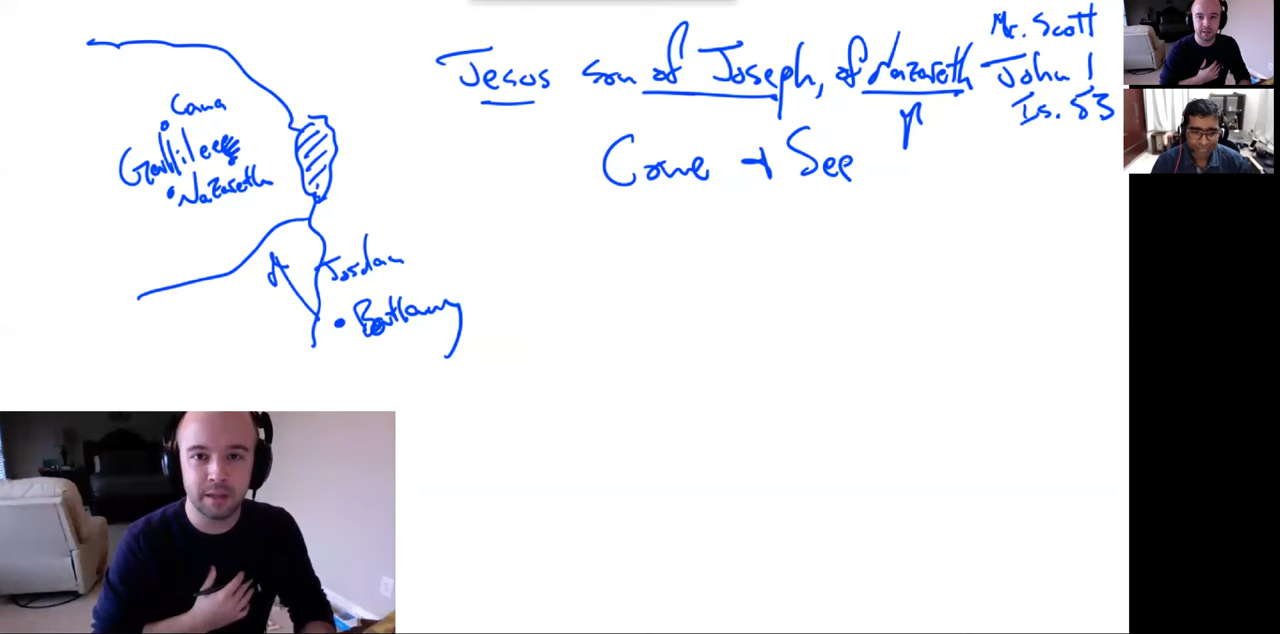 Mr. Scott
Jesus son of Joseph, of Nazareth John 1
Is. 53
Come + See
Cana
Galilee
Nazareth
Jordan
Bethany